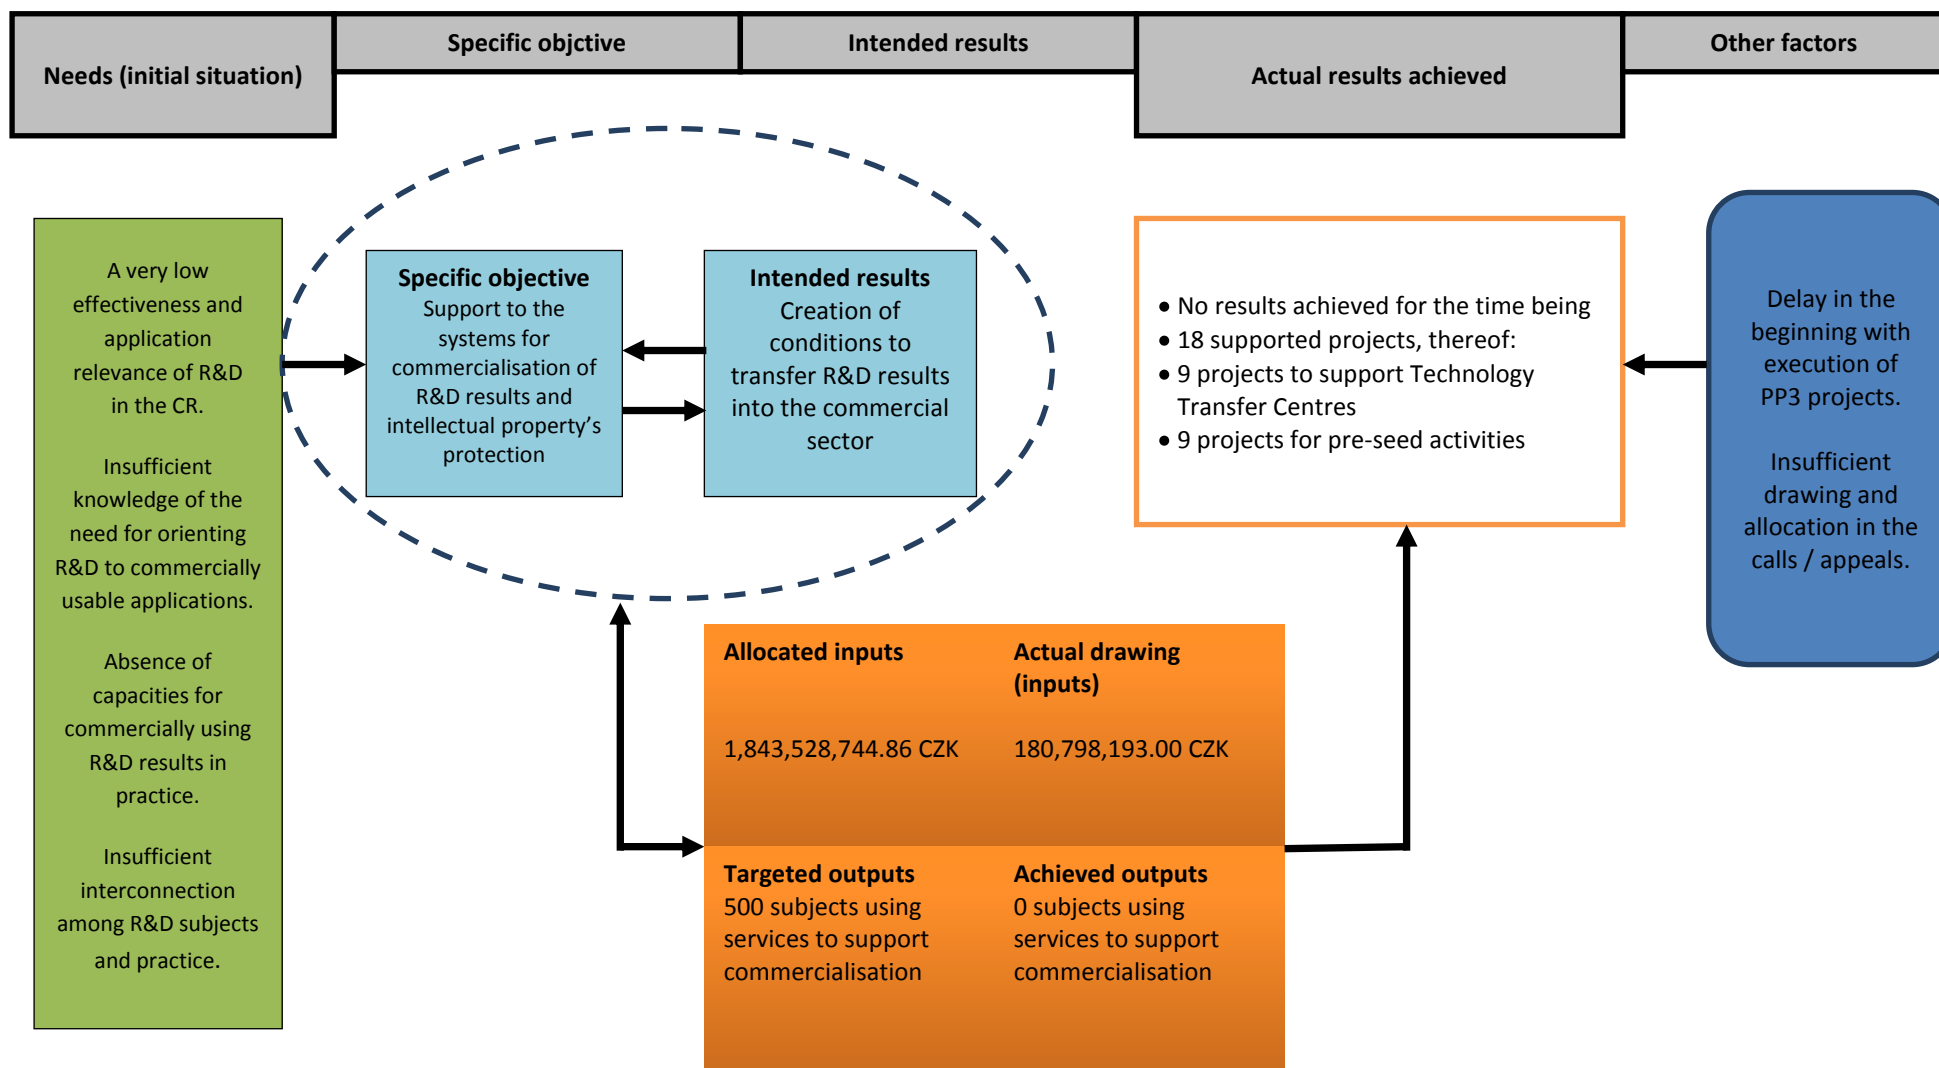 Needs (initial situation)
Specific objctive
Intended results
Actual results achieved
Other factors
A very low
effectiveness and
application
relevance of R&D
in the CR.
Insufficient
knowledge of the
need for orienting
R&D to commercially
usable applications.
Absence of
capacities for
commercially using
R&D results in
practice.
Insufficient
interconnection
among R&D subjects
and practice.
Specific objective
Support to the
systems for
commercialisation of
R&D results and
intellectual property’s
protection
Intended results
Creation of
conditions to
transfer R&D results
into the commercial
sector
• No results achieved for the time being
• 18 supported projects, thereof:
• 9 projects to support Technology
Transfer Centres
• 9 projects for pre-seed activities
Delay in the
beginning with
execution of
PP3 projects.
Insufficient
drawing and
allocation in the
calls / appeals.
Allocated inputs
1,843,528,744.86 CZK
Actual drawing
(inputs)
180,798,193.00 CZK
Targeted outputs
500 subjects using
services to support
commercialisation
Achieved outputs
0 subjects using
services to support
commercialisation